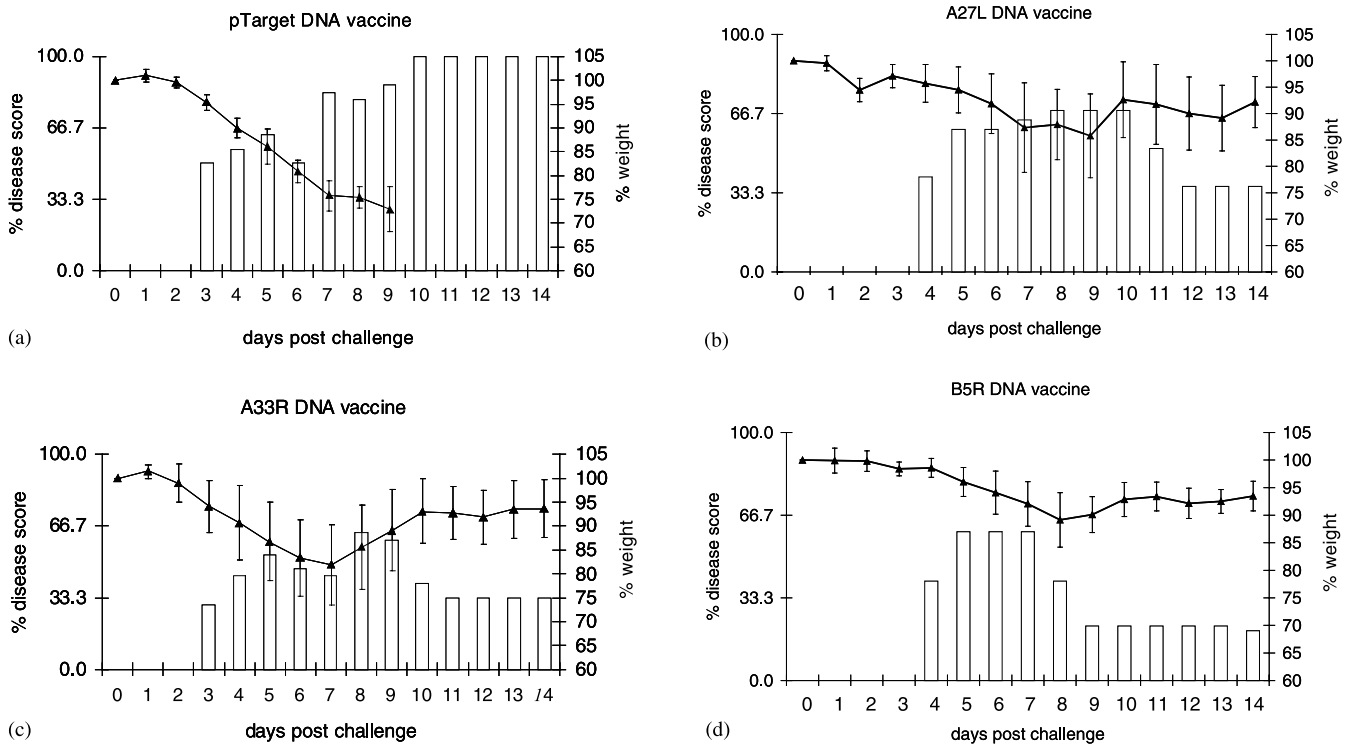 pTarget DNA vaccine
100.0
66.7
33.3
0.0
% disease score
105
100
95
90
85
80
75
70
65
60
% weight
0 1 2 3 4 5 6 7 8 9 10 11 12 13 14
days post challenge
(a)
A27L DNA vaccine
100.0
66.7
33.3
0.0
% disease score
105
100
95
90
85
80
75
70
65
60
% weight
0 1 2 3 4 5 6 7 8 9 10 11 12 13 14
days post challenge
(b)
A33R DNA vaccine
100.0
66.7
33.3
0.0
% disease score
105
100
95
90
85
80
75
70
65
60
% weight
0 1 2 3 4 5 6 7 8 9 10 11 12 13 14
days post challenge
(c)
B5R DNA vaccine
100.0
66.7
33.3
0.0
% disease score
105
100
95
90
85
80
75
70
65
60
% weight
0 1 2 3 4 5 6 7 8 9 10 11 12 13 14
days post challenge
(d)